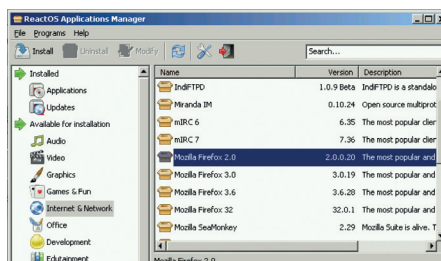 ReactOS Applications Manager
File Programs Help
Install Uninstall Modify Search...
Installed
Applications
Updates
Available for installation
Audio
Video
Graphics
Games & Fun
Internet & Network
Office
Development
Edutainment
Name Version Description
IndiFTPD 1.0.9 Beta IndiFTPD is a standalo
Miranda IM 0.10.24 Open source multiprot
mIRC 6 6.35 The most popular clier
mIRC 7 7.36 The most popular clier
Mozilla Firefox 2.0 2.0.0.20 The most popular and
Mozilla Firefox 3.0 3.0.19 The most popular and
Mozilla Firefox 3.6 3.6.28 The most popular and
Mozilla Firefox 32 32.0.1 The most popular and
Mozilla SeaMonkey 2.29 Mozilla Suite is alive. T
Mozilla Firefox 2.0